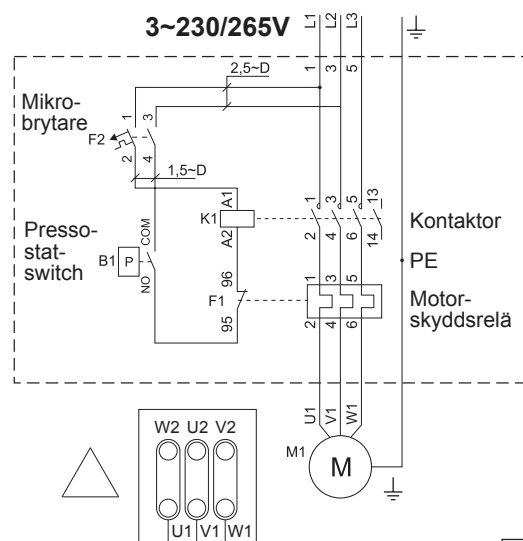 3~230/265V
L1 L2 L3
1 3 5
2,5~D
Mikro-
brytare
F2
1 3
2 4
1,5~D
A1
K1
A2
1 3 5 13
2 4 6 14
Kontaktor
Presso-
stat-
switch
COM
B1 P
NO
PE
96
F1
95
1 3 5
2 4 6
Motor-
skyddsrelä
U1 V1 W1
M1 M
W2 U2 V2
U1 V1 W1